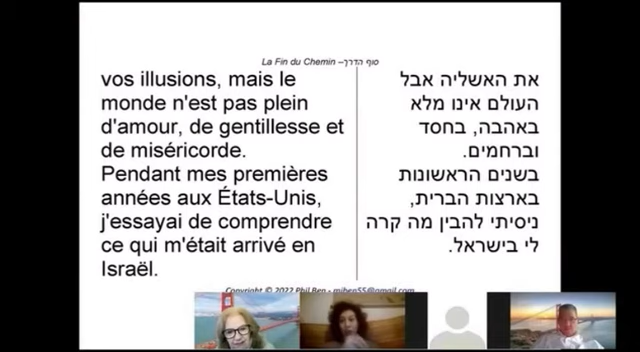 La Fin du Chemin –סוף הדרך
vos illusions, mais le
monde n'est pas plein
d'amour, de gentillesse et
de miséricorde.
Pendant mes premières
années aux États-Unis,
j'essayai de comprendre
ce qui m'était arrivé en
Israël.
את האשליה אבל
העולם אינו מלא
באהבה, בחסד
וברחמים.
בשנים הראשונות
בארצות הברית,
ניסיתי להבין מה קרה
לי בישראל.
Copyright © 2022 Phil Ben - miben55@gmail.com